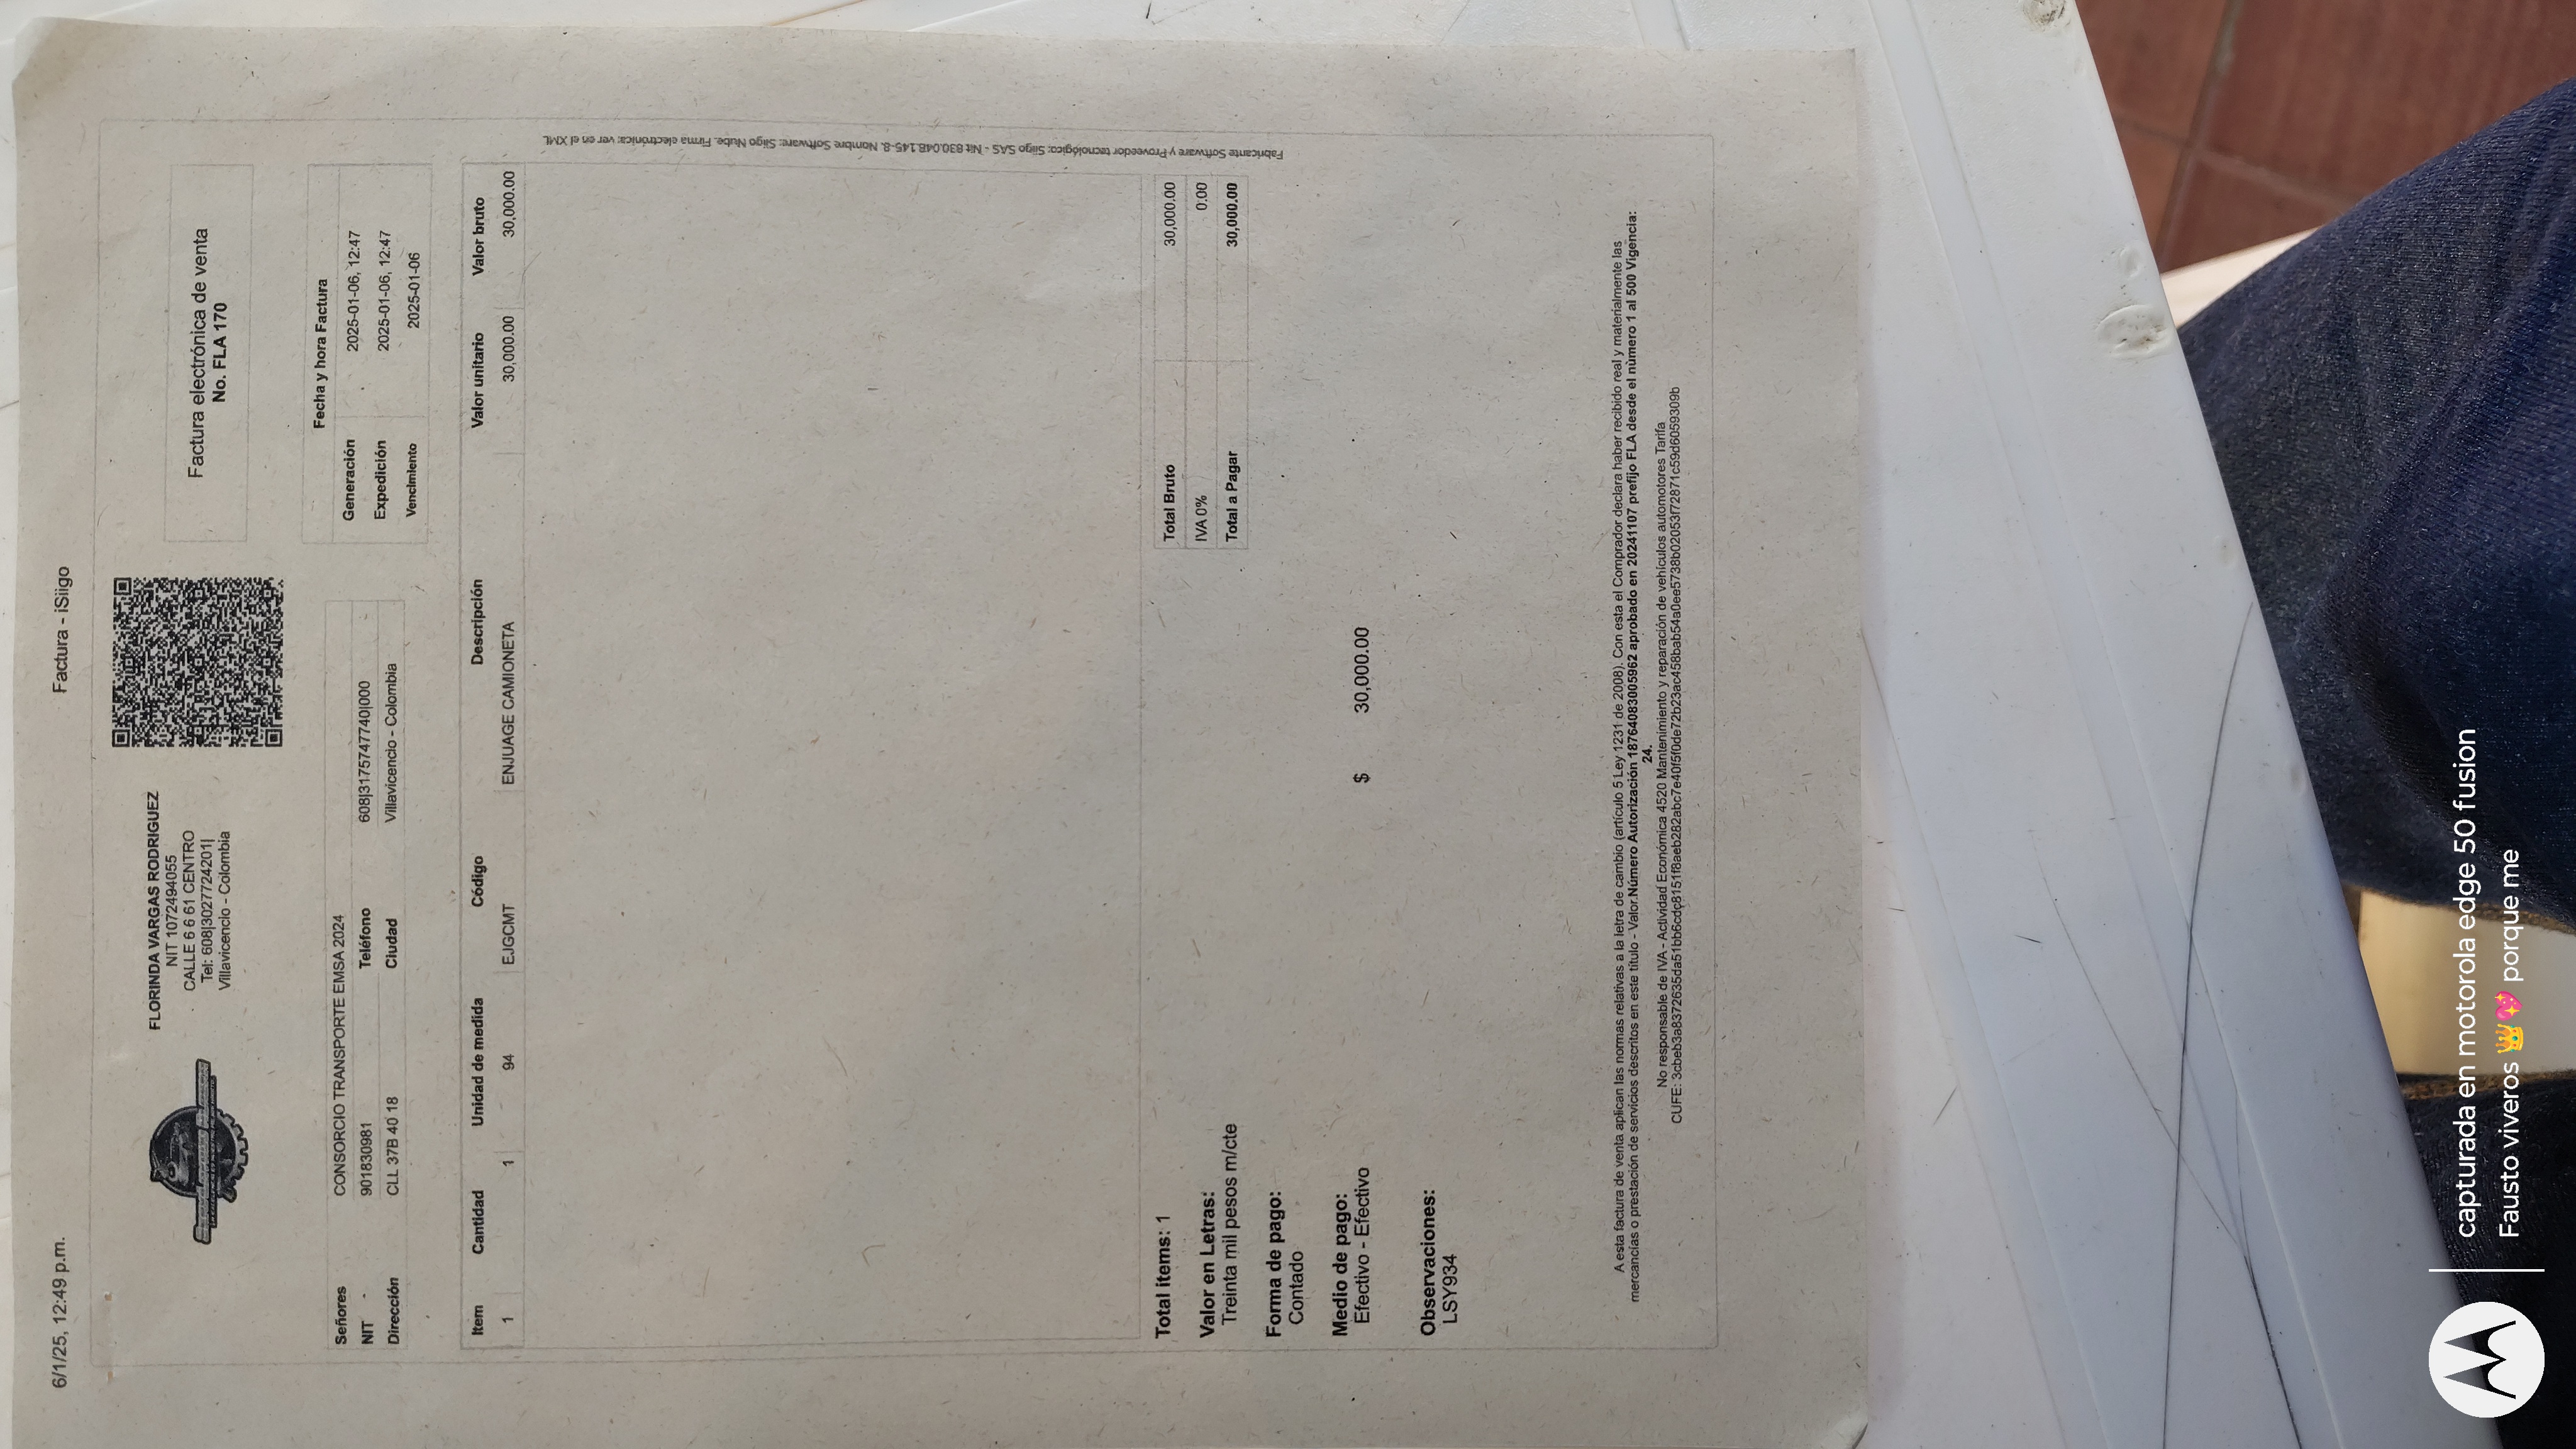 6/1/25, 12:49 p.m. Factura - iSiigo
FLORINDA VARGAS RODRIGUEZ
NIT 1072494055
CALLE 6 6 61 CENTRO
Tel: 608|3027724201|
Villavicencio - Colombia
Factura electrónica de venta
No. FLA 170
Señores CONSORCIO TRANSPORTE EMSA 2024
NIT - 901830981 Teléfono 608|3175747740|000
Dirección CLL 37B 40 18 Ciudad Villavicencio - Colombia
Fecha y hora Factura
Generación 2025-01-06, 12:47
Expedición 2025-01-06, 12:47
Vencimiento 2025-01-06
Item Cantidad Unidad de medida Código Descripción Valor unitario Valor bruto
1 1 94 EJGCMT ENJUAGE CAMIONETA 30,000.00 30,000.00
Fabricante Software y Proveedor tecnológico: Siigo SAS - Nit 830.048.145-8. Nombre Software: Siigo Nube. Firma electrónica: ver en el XML
Total items: 1
Valor en Letras:
Treinta mil pesos m/cte
Forma de pago:
Contado
Medio de pago:
Efectivo - Efectivo $ 30,000.00
Observaciones:
LSY934
Total Bruto 30,000.00
IVA 0% 0.00
Total a Pagar 30,000.00
A esta factura de venta aplican las normas relativas a la letra de cambio (artículo 5 Ley 1231 de 2008). Con esta el Comprador declara haber recibido real y materialmente las
mercancías o prestación de servicios descritos en este título - Valor.Número Autorización 18764083005962 aprobado en 20241107 prefijo FLA desde el número 1 al 500 Vigencia:
24.
No responsable de IVA - Actividad Económica 4520 Mantenimiento y reparación de vehículos automotores Tarifa
CUFE: 3cbeb3a8372635da51bb6cdc8151f8aeb282abc7e40f5f0de72b23ac458bab54a0ee5738b02053f72871c59d6059309b
capturada en motorola edge 50 fusion
Fausto viveros 👑💖 porque me